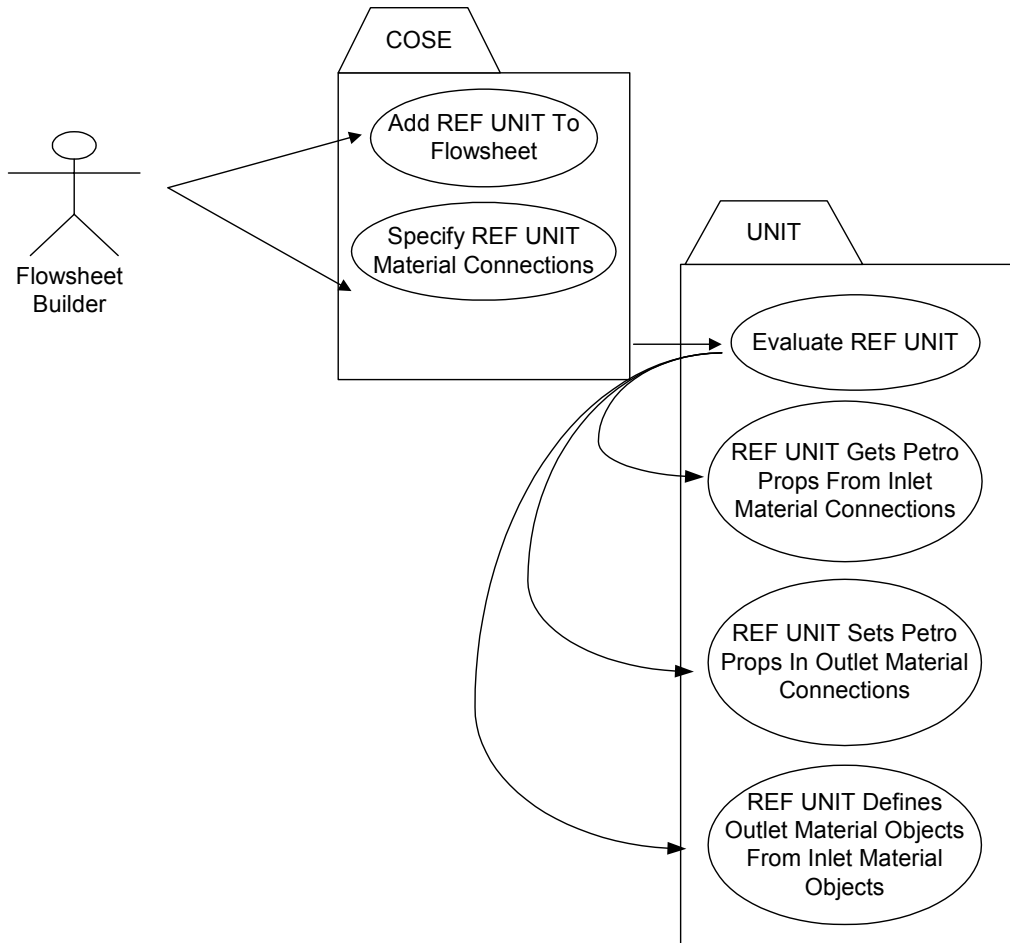 COSE
Add REF UNIT To
Flowsheet
Specify REF UNIT
Material Connections
Flowsheet
Builder
UNIT
Evaluate REF UNIT
REF UNIT Gets Petro
Props From Inlet
Material Connections
REF UNIT Sets Petro
Props In Outlet Material
Connections
REF UNIT Defines
Outlet Material Objects
From Inlet Material
Objects